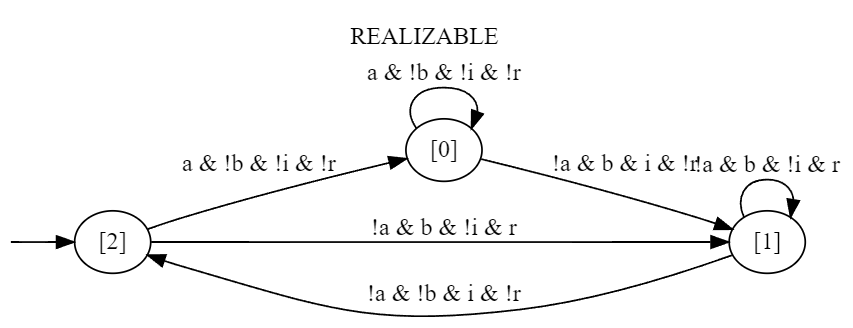 REALIZABLE
a & !b & !i & !r
[0]
a & !b & !i & !r
!a & b & i & !r
!a & b & !i & r
[2]
!a & b & !i & r
[1]
!a & !b & i & !r